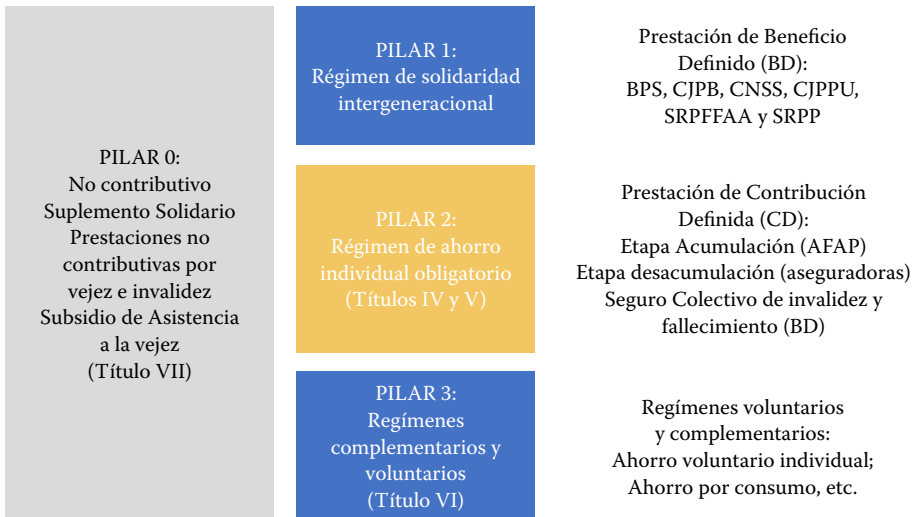 PILAR 0:
No contributivo
Suplemento Solidario
Prestaciones no
contributivas por
vejez e invalidez
Subsidio de Asistencia
a la vejez
(Título VII)
PILAR 1:
Régimen de solidaridad
intergeneracional
Prestación de Beneficio
Definido (BD):
BPS, CJPB, CNSS, CJPPU,
SRPFFAA y SRPP
PILAR 2:
Régimen de ahorro
individual obligatorio
(Títulos IV y V)
Prestación de Contribución
Definida (CD):
Etapa Acumulación (AFAP)
Etapa desacumulación (aseguradoras)
Seguro Colectivo de invalidez y
fallecimiento (BD)
PILAR 3:
Regímenes
complementarios y
voluntarios
(Título VI)
Regímenes voluntarios
y complementarios:
Ahorro voluntario individual;
Ahorro por consumo, etc.